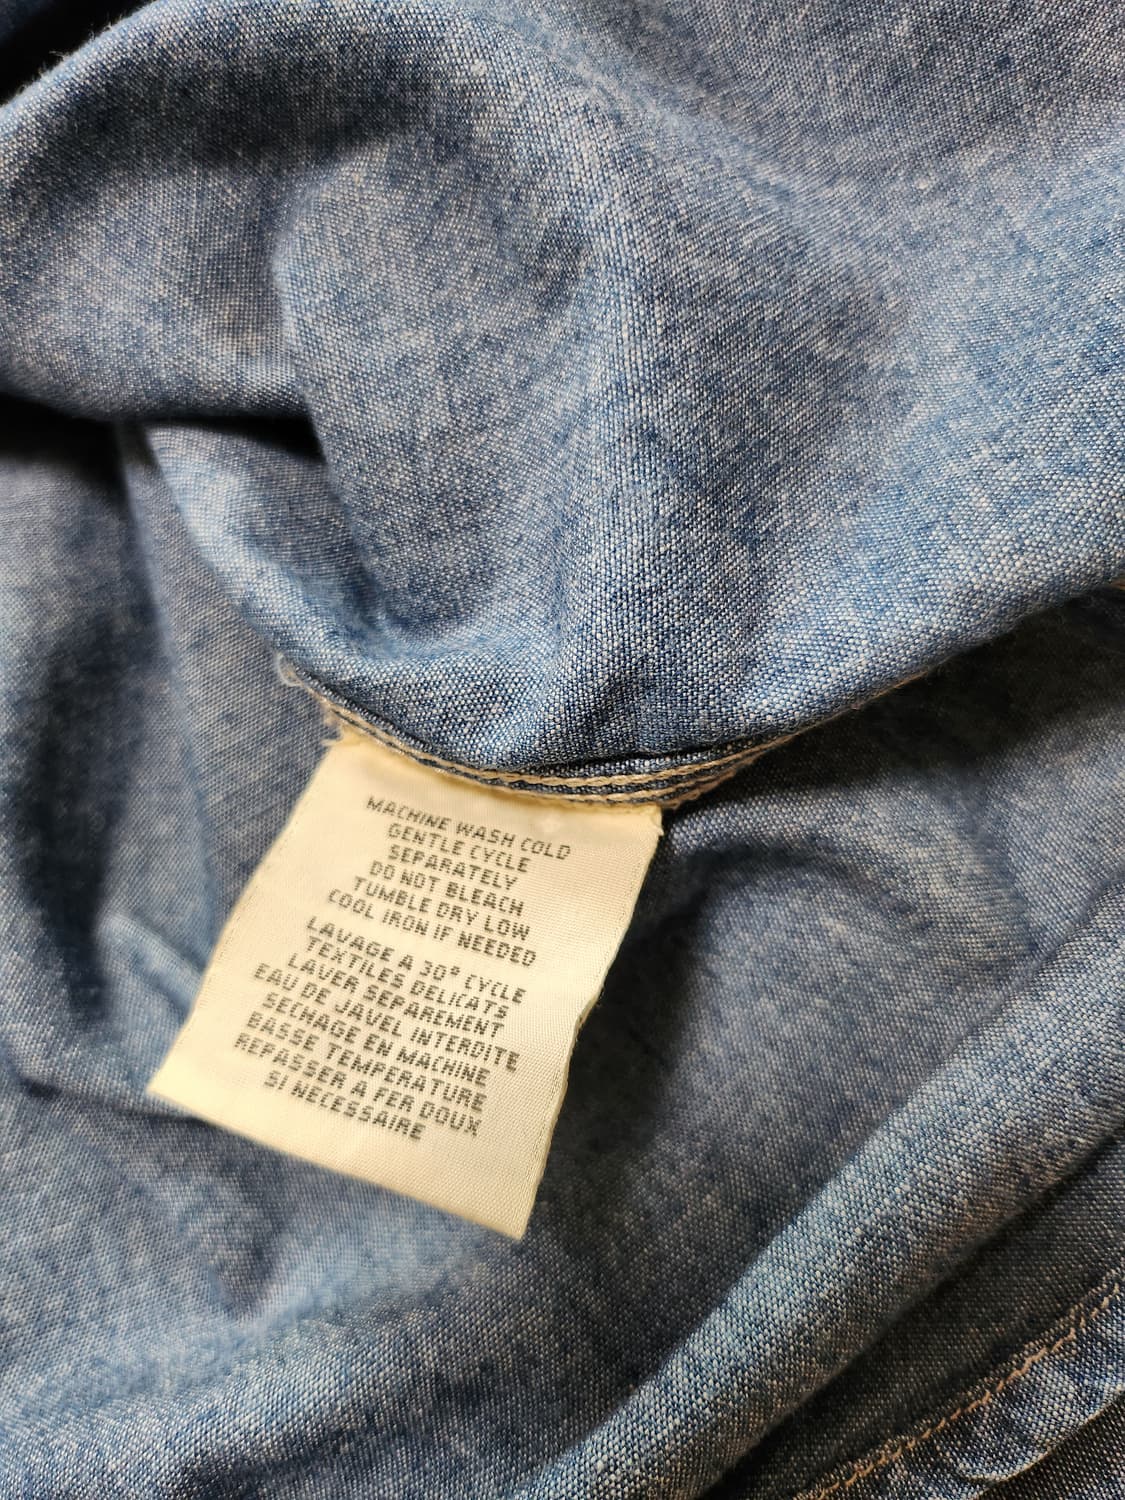 MACHINE WASH COLD
GENTLE CYCLE
SEPARATELY
DO NOT BLEACH
TUMBLE DRY LOW
COOL IRON IF NEEDED
LAVAGE A 30° CYCLE
TEXTILES DELICATS
LAVER SEPAREMENT
EAU DE JAVEL INTERDITE
SECHAGE EN MACHINE
BASSE TEMPERATURE
REPASSER A FER DOUX
SI NECESSAIRE